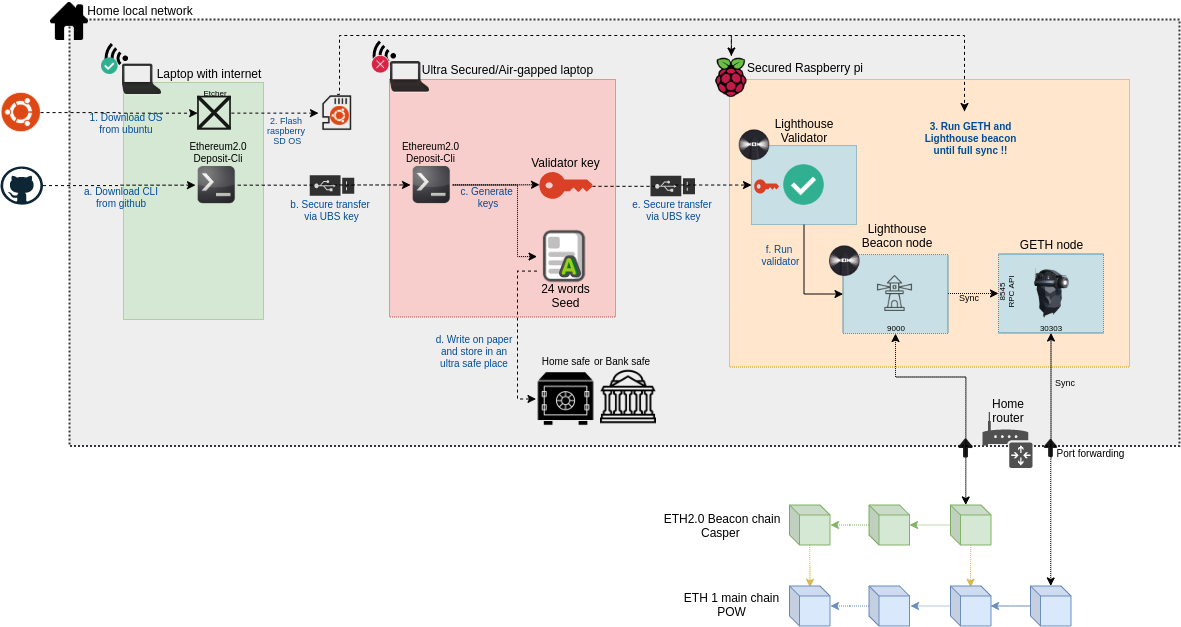 Home local network
Laptop with internet
Etcher
1. Download OS
from ubuntu
2. Flash
raspberry
SD OS
Ethereum2.0
Deposit-Cli
a. Download CLI
from github
b. Secure transfer
via UBS key
Ultra Secured/Air-gapped laptop
Ethereum2.0
Deposit-Cli
Validator key
c. Generate
keys
24 words
Seed
d. Write on paper
and store in an
ultra safe place
Home safe or Bank safe
e. Secure transfer
via UBS key
Secured Raspberry pi
Lighthouse
Validator
3. Run GETH and
Lighthouse beacon
until full sync !!
f. Run
validator
Lighthouse
Beacon node
9000
Sync
GETH node
8545
RPC API
30303
Sync
Home
router
Port forwarding
ETH2.0 Beacon chain
Casper
ETH 1 main chain
POW
A